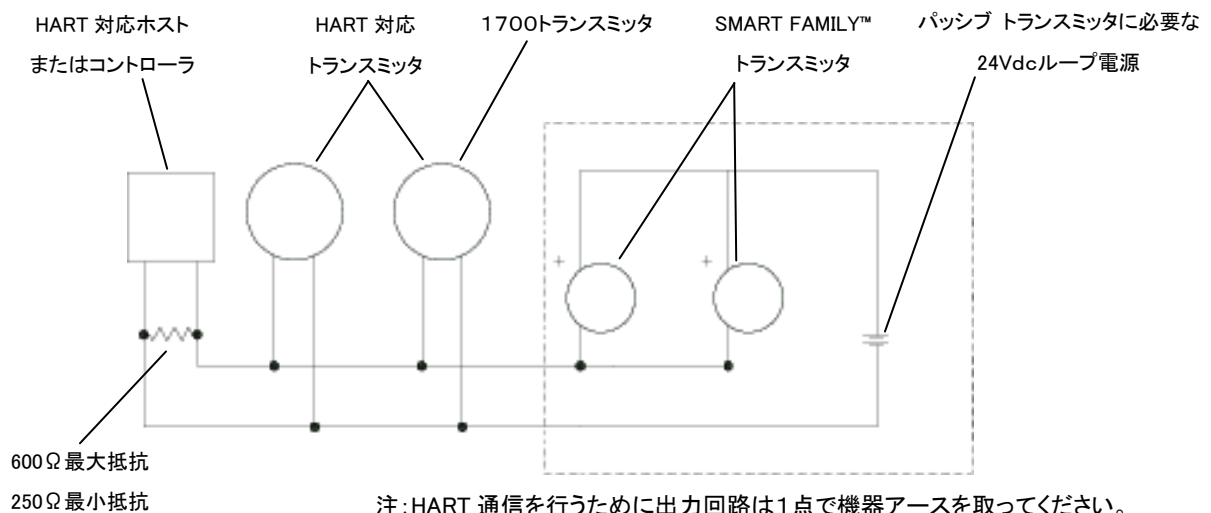 HART 対応ホスト
またはコントローラ
HART 対応
トランスミッタ
1700トランスミッタ
SMART FAMILY™
トランスミッタ
パッシブ トランスミッタに必要な
24Vdcループ電源
+
+
600Ω最大抵抗
250Ω最小抵抗
注:HART 通信を行うために出力回路は1点で機器アースを取ってください。